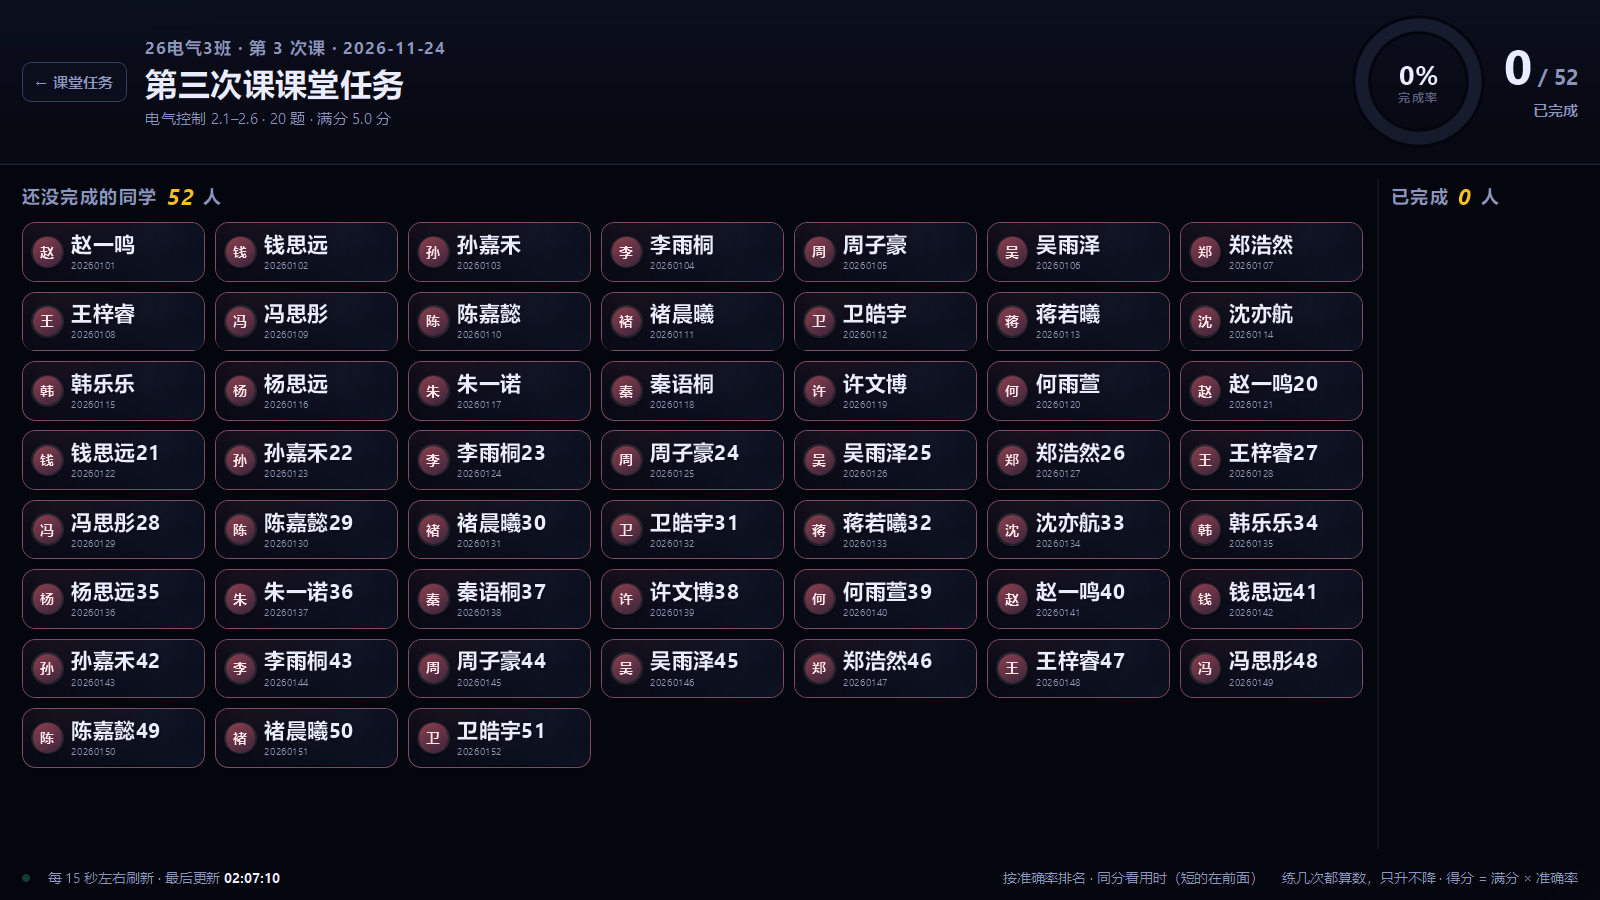 ← 课堂任务
26电气3班 · 第 3 次课 · 2026-11-24
第三次课课堂任务
电气控制 2.1–2.6 · 20 题 · 满分 5.0 分
0%
完成率
0 / 52
已完成
还没完成的同学 52 人
已完成 0 人
赵 赵一鸣 20260101
钱 钱思远 20260102
孙 孙嘉禾 20260103
李 李雨桐 20260104
周 周子豪 20260105
吴 吴雨泽 20260106
郑 郑浩然 20260107
王 王梓睿 20260108
冯 冯思彤 20260109
陈 陈嘉懿 20260110
褚 褚晨曦 20260111
卫 卫皓宇 20260112
蒋 蒋若曦 20260113
沈 沈亦航 20260114
韩 韩乐乐 20260115
杨 杨思远 20260116
朱 朱一诺 20260117
秦 秦语桐 20260118
许 许文博 20260119
何 何雨萱 20260120
赵 赵一鸣20 20260121
钱 钱思远21 20260122
孙 孙嘉禾22 20260123
李 李雨桐23 20260124
周 周子豪24 20260125
吴 吴雨泽25 20260126
郑 郑浩然26 20260127
王 王梓睿27 20260128
冯 冯思彤28 20260129
陈 陈嘉懿29 20260130
褚 褚晨曦30 20260131
卫 卫皓宇31 20260132
蒋 蒋若曦32 20260133
沈 沈亦航33 20260134
韩 韩乐乐34 20260135
杨 杨思远35 20260136
朱 朱一诺36 20260137
秦 秦语桐37 20260138
许 许文博38 20260139
何 何雨萱39 20260140
赵 赵一鸣40 20260141
钱 钱思远41 20260142
孙 孙嘉禾42 20260143
李 李雨桐43 20260144
周 周子豪44 20260145
吴 吴雨泽45 20260146
郑 郑浩然46 20260147
王 王梓睿47 20260148
冯 冯思彤48 20260149
陈 陈嘉懿49 20260150
褚 褚晨曦50 20260151
卫 卫皓宇51 20260152
每 15 秒左右刷新 · 最后更新 02:07:10
按准确率排名 · 同分看用时（短的在前面） 练几次都算数，只升不降 · 得分 = 满分 × 准确率